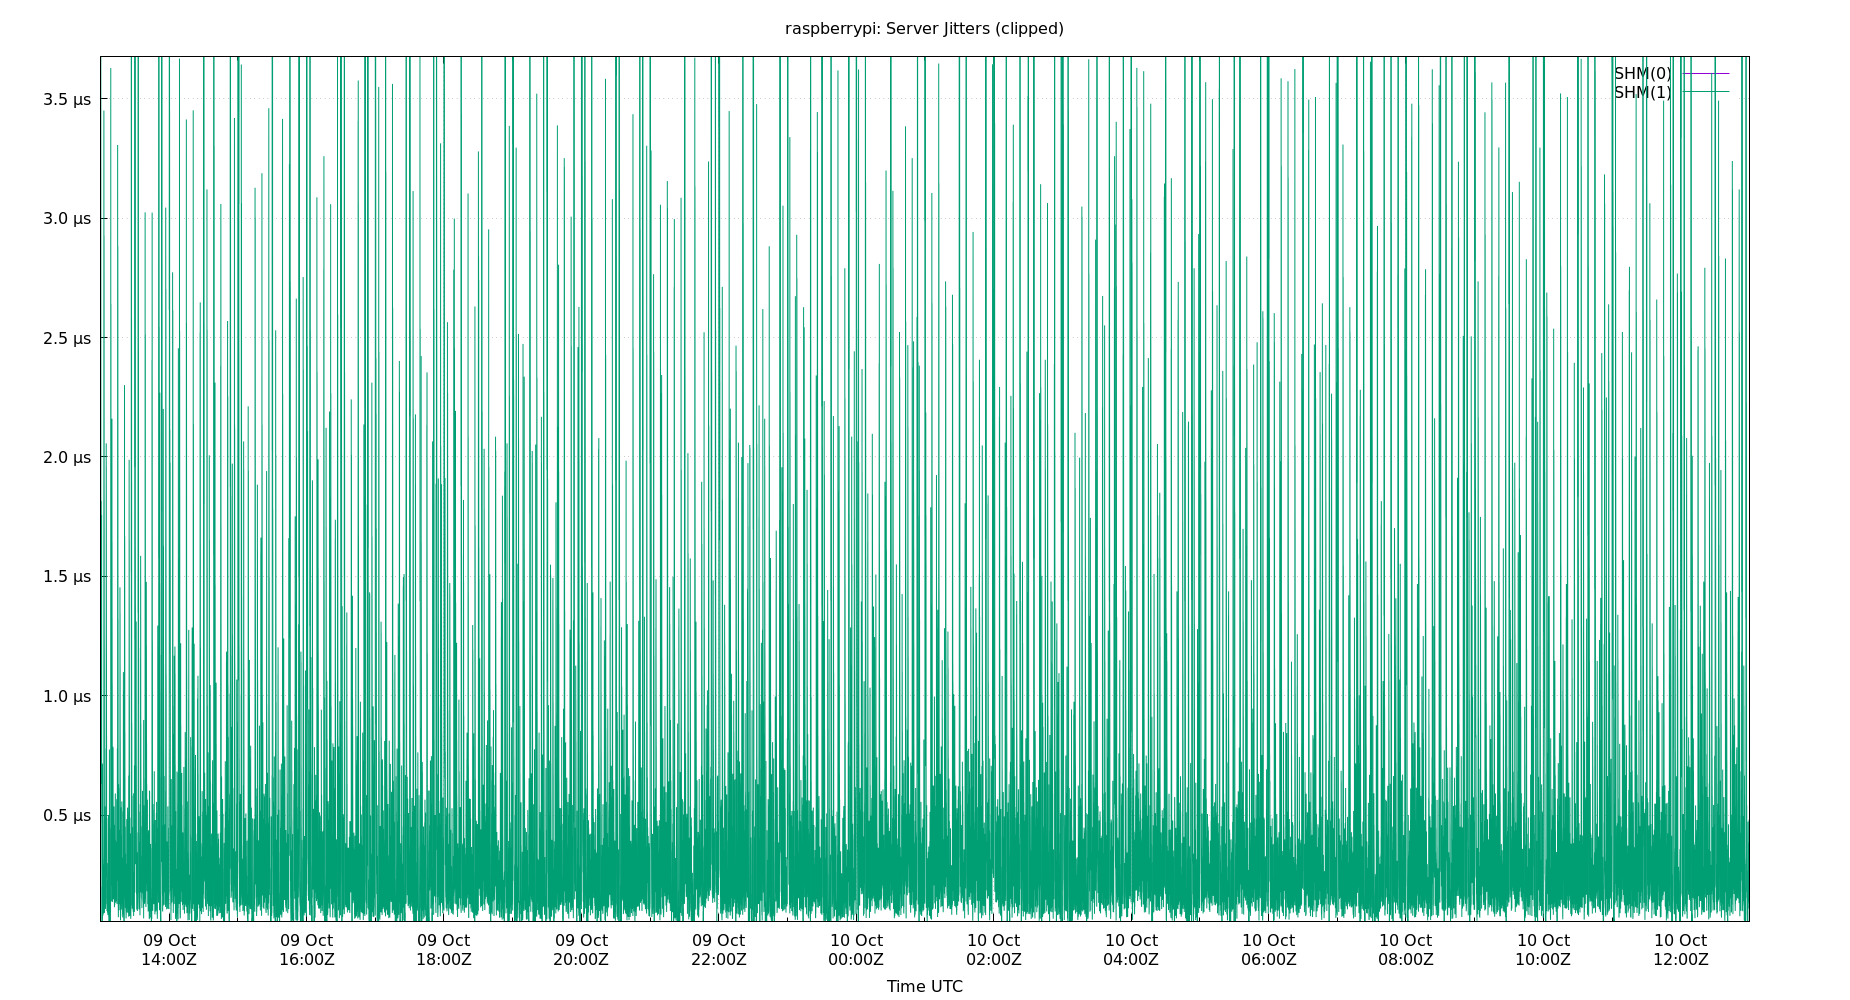 raspberrypi: Server Jitters (clipped)
SHM(0)
SHM(1)
3.5 µs
3.0 µs
2.5 µs
2.0 µs
1.5 µs
1.0 µs
0.5 µs
09 Oct 09 Oct 09 Oct 09 Oct 09 Oct 10 Oct 10 Oct 10 Oct 10 Oct 10 Oct 10 Oct 10 Oct
14:00Z 16:00Z 18:00Z 20:00Z 22:00Z 00:00Z 02:00Z 04:00Z 06:00Z 08:00Z 10:00Z 12:00Z
Time UTC